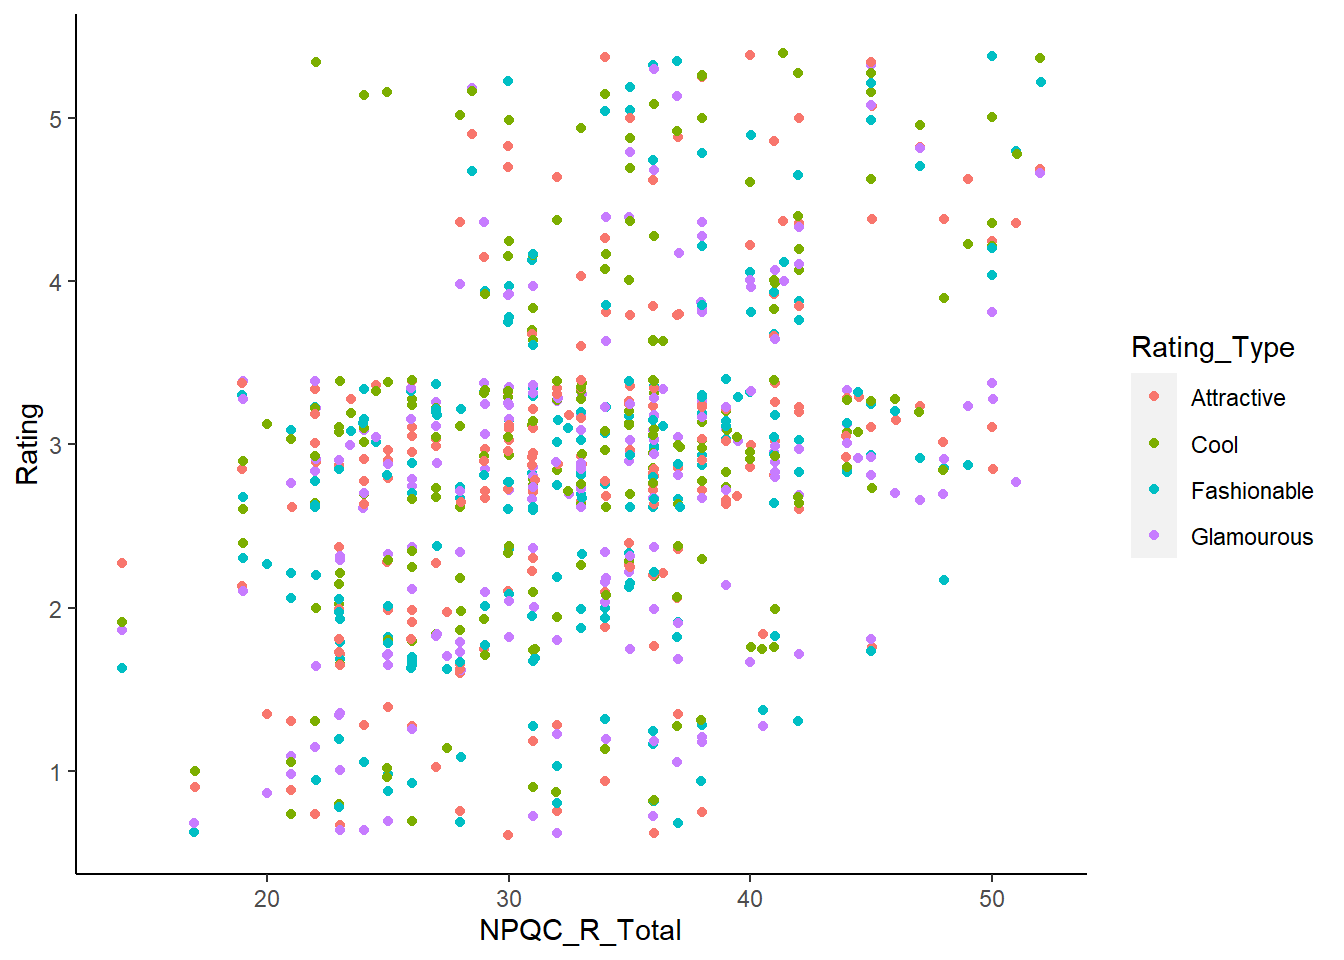 5
4
3
2
1
Rating
20 30 40 50
NPQC_R_Total
Rating_Type
Attractive
Cool
Fashionable
Glamourous